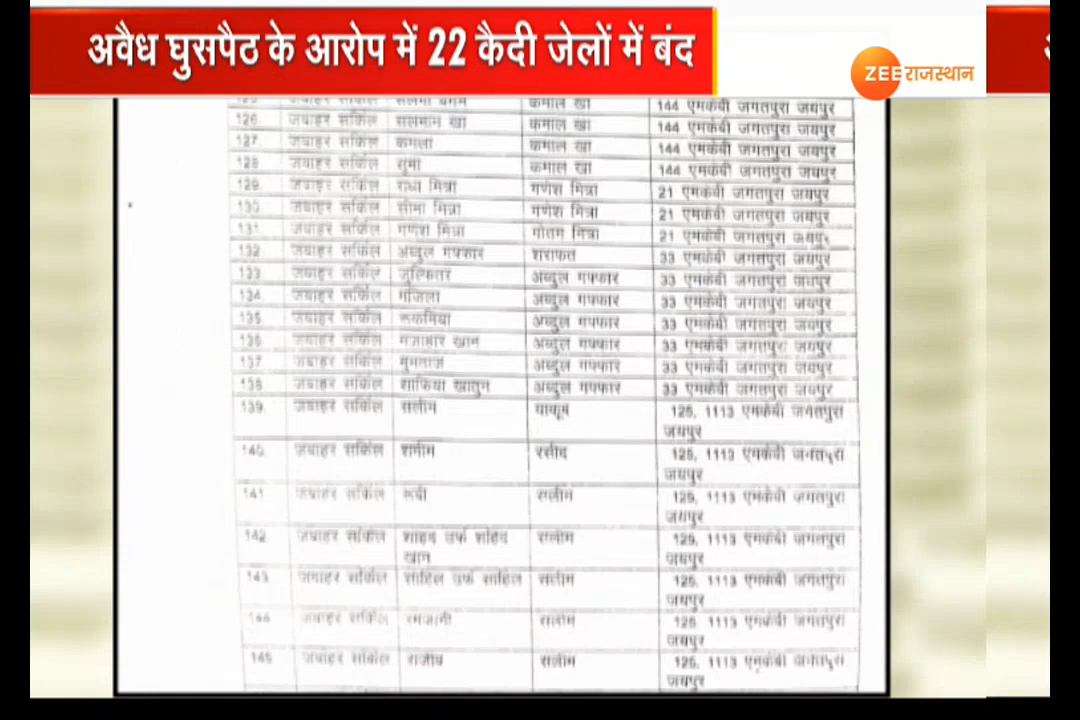 अवैध घुसपैठ के आरोप में 22 कैदी जेलों में बंद
ZEE राजस्थान
कमाल खां 144 एमकेबी जगतपुरा जयपुर
126. जवाहर सर्किल सलमान खां कमाल खां 144 एमकेबी जगतपुरा जयपुर
127. जवाहर सर्किल कमला कमाल खां 144 एमकेबी जगतपुरा जयपुर
128 जवाहर सर्किल सुमा कमाल खां 144 एमकेबी जगतपुरा जयपुर
129. जवाहर सर्किल राधा मित्रा गणेश मित्रा 21 एमकेबी जगतपुरा जयपुर
130. जवाहर सर्किल सीमा मित्रा गणेश मित्रा 21 एमकेबी जगतपुरा जयपुर
131. जवाहर सर्किल गणेश मित्रा गौतम मित्रा 21 एमकेबी जगतपुरा जयपुर
132 जवाहर सर्किल अब्दुल गफ्फार शराफत 33 एमकेबी जगतपुरा जयपुर
133 जवाहर सर्किल अब्दुल गफ्फार 33 एमकेबी जगतपुरा जयपुर
134. जवाहर सर्किल अब्दुल गफ्फार 33 एमकेबी जगतपुरा जयपुर
135 जवाहर सर्किल अब्दुल गफ्फार 33 एमकेबी जगतपुरा जयपुर
136 जवाहर सर्किल अब्दुल गफ्फार 33 एमकेबी जगतपुरा जयपुर
137 जवाहर सर्किल मुमताज अब्दुल गफ्फार 33 एमकेबी जगतपुरा जयपुर
138 जवाहर सर्किल साफिया खातुन अब्दुल गफ्फार 33 एमकेबी जगतपुरा जयपुर
139. जवाहर सर्किल सलीम याकूब 125, 1113 एमकेबी जगतपुरा
जयपुर
140. जवाहर सर्किल शमीम रसीद 125, 1113 एमकेबी जगतपुरा
जयपुर
141 जवाहर सर्किल रूबी सलीम 125, 1113 एमकेबी जगतपुरा
जयपुर
142. जवाहर सर्किल शाहिद उर्फ शहिद सलीम 125, 1113 एमकेबी जगतपुरा
खान जयपुर
143. जवाहर सर्किल साहिल उर्फ साहिल सलीम 125, 1113 एमकेबी जगतपुरा
जयपुर
144 जवाहर सर्किल रमजानी सलीम 125 1113 एमकेबी जगतपुरा
जयपुर
145 जवाहर सर्किल राजीव सलीम 125, 1113 एमकेबी जगतपुरा
जयपुर